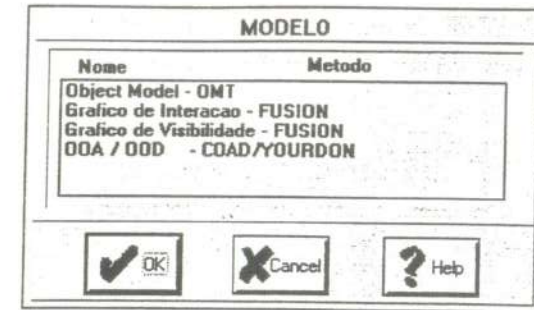 MODELO
Nome Metodo
Object Model - OMT
Grafico de Interacao - FUSION
Grafico de Visibilidade - FUSION
OOA / OOD - COAD/YOURDON
OK Cancel Help